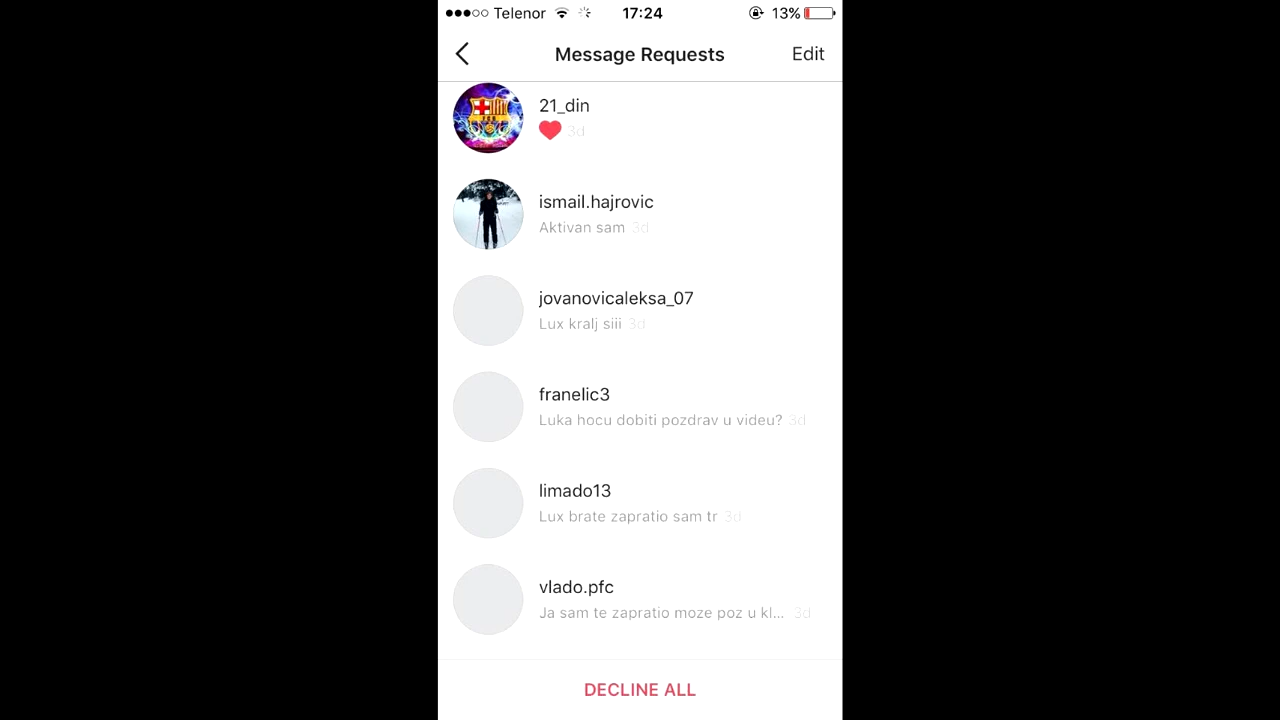 Telenor 17:24 13%
Message Requests Edit
21_din
❤️ 3d
ismail.hajrovic
Aktivan sam 3d
jovanovicaleksa_07
Lux kralj siii 3d
franelic3
Luka hocu dobiti pozdrav u videu? 3d
limado13
Lux brate zapratio sam tr 3d
vlado.pfc
Ja sam te zapratio moze poz u kl... 3d
DECLINE ALL